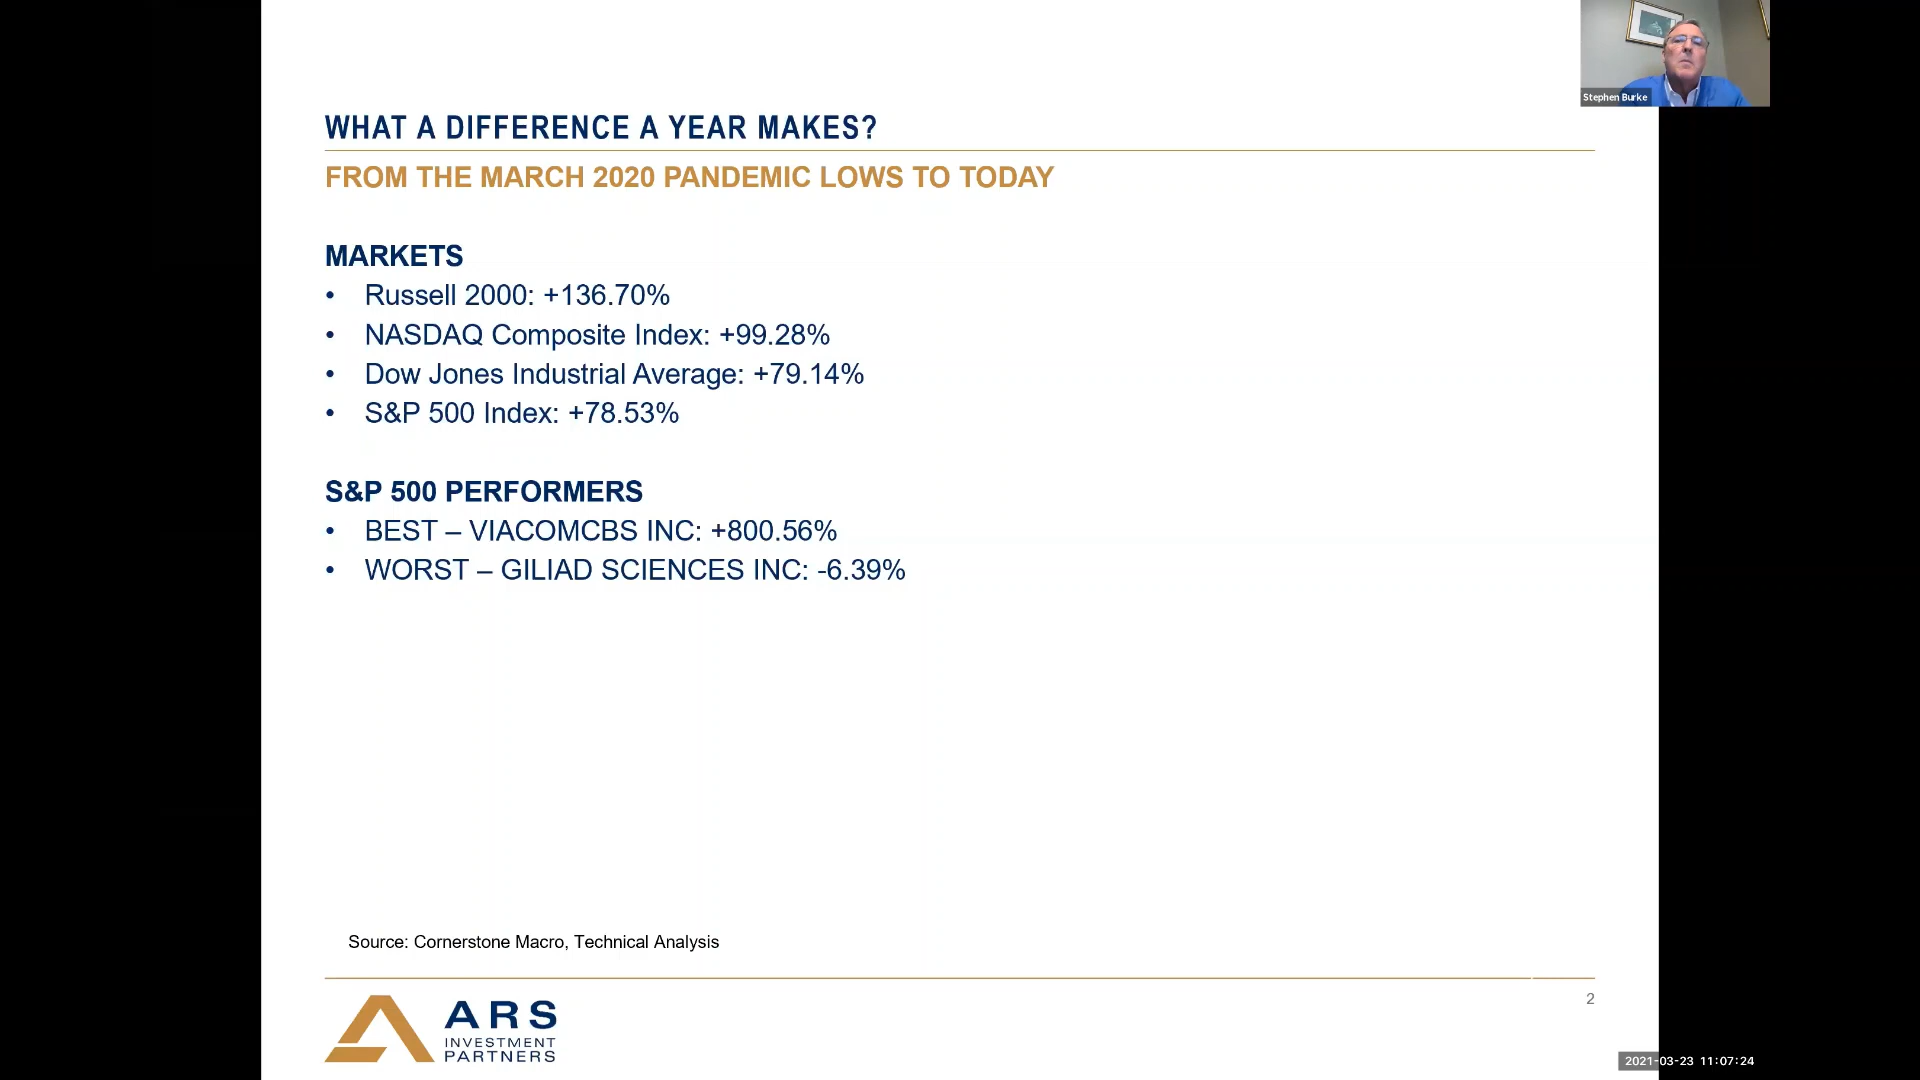 Stephen Burke
WHAT A DIFFERENCE A YEAR MAKES?
FROM THE MARCH 2020 PANDEMIC LOWS TO TODAY
MARKETS
• Russell 2000: +136.70%
• NASDAQ Composite Index: +99.28%
• Dow Jones Industrial Average: +79.14%
• S&P 500 Index: +78.53%
S&P 500 PERFORMERS
• BEST – VIACOMCBS INC: +800.56%
• WORST – GILIAD SCIENCES INC: -6.39%
Source: Cornerstone Macro, Technical Analysis
2
ARS
INVESTMENT
PARTNERS
2021-03-23 11:07:24